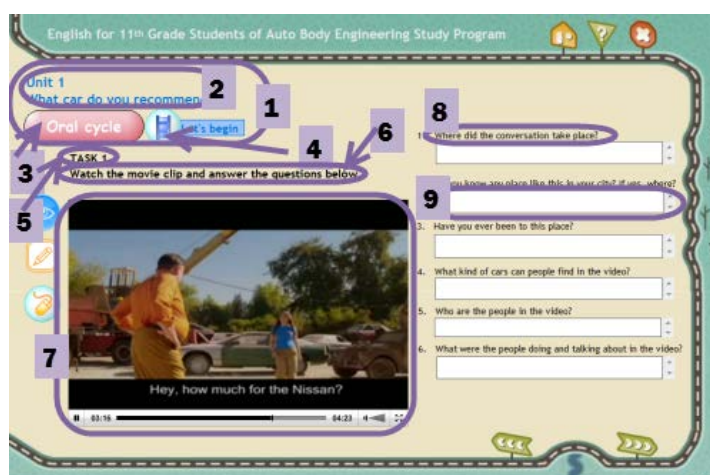 English for 11th Grade Students of Auto Body Engineering Study Program
Unit 1
What car do you recommen
2
1
Oral cycle
Let's begin
4
6
3
TASK 1
Watch the movie clip and answer the questions below
5
7
Hey, how much for the Nissan?
03:16
04:23
8
1. Where did the conversation take place?
9
you know any place like this in your city? If yes, where?
3. Have you ever been to this place?
4. What kind of cars can people find in the video?
5. Who are the people in the video?
6. What were the people doing and talking about in the video?